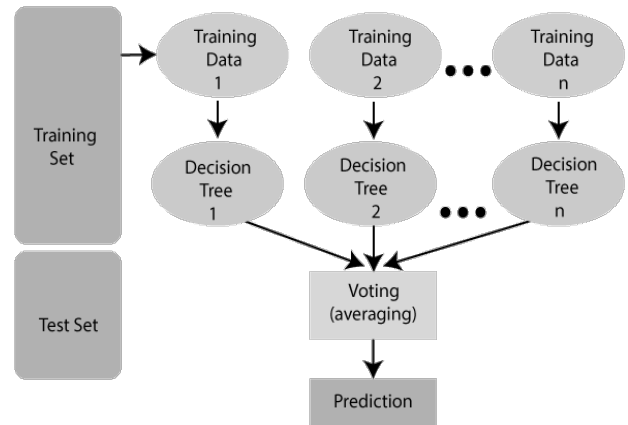 Training
Set
Test Set
Training
Data
1
Training
Data
2
Training
Data
n
Decision
Tree
1
Decision
Tree
2
Decision
Tree
n
Voting
(averaging)
Prediction